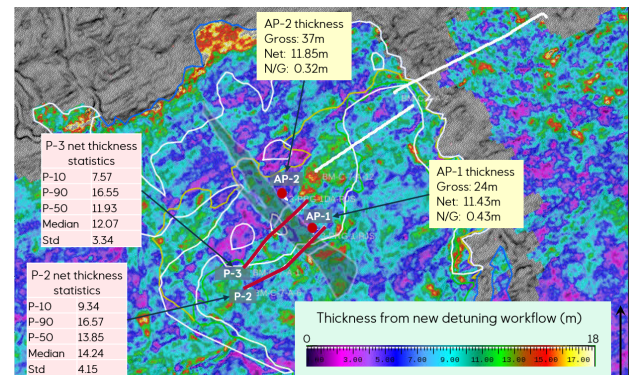 AP-2 thickness
Gross: 37m
Net: 11.85m
N/G: 0.32m
P-3 net thickness
statistics
P-10 7.57
P-90 16.55
P-50 11.93
Median 12.07
Std 3.34
AP-2
AP-1 thickness
Gross: 24m
Net: 11.43m
N/G: 0.43m
AP-1
P-3
P-2
P-2 net thickness
statistics
P-10 9.34
P-90 16.57
P-50 13.85
Median 14.24
Std 4.15
Thickness from new detuning workflow (m)
0 18
3.00 5.00 7.00 9.00 11.00 13.00 15.00 17.00